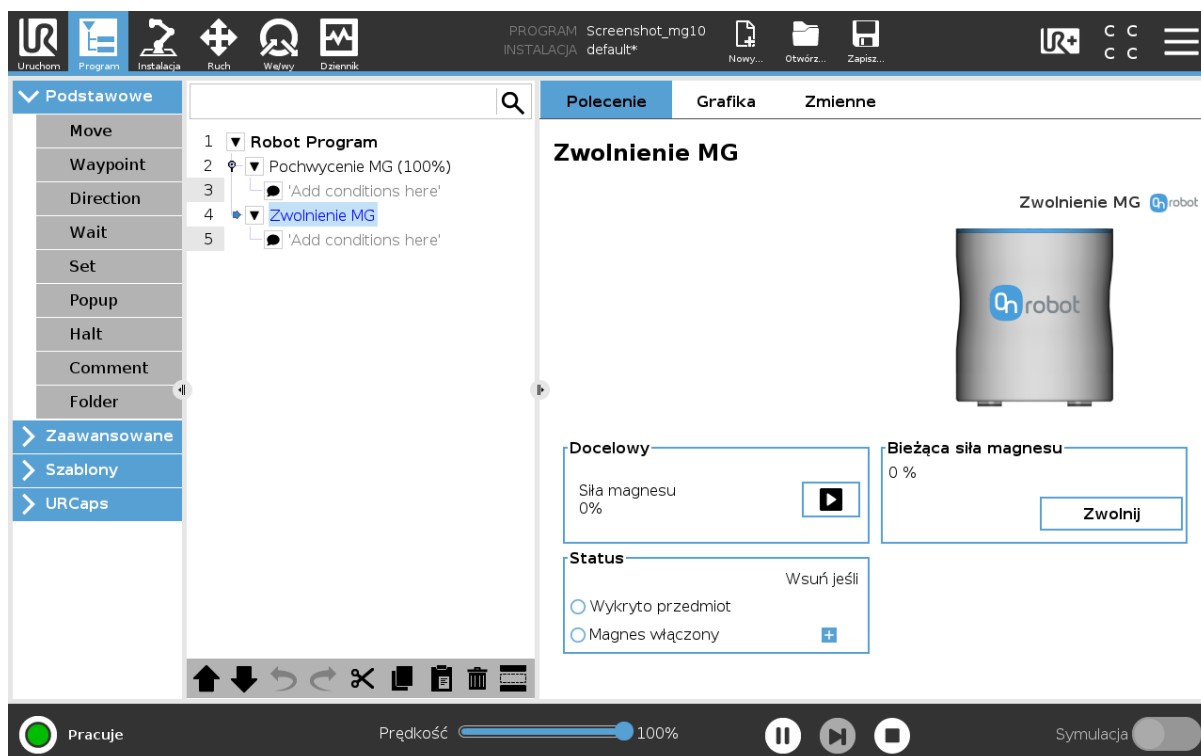 PROGRAM Screenshot_mg10
INSTALACJA default*
Uruchom Program Instalacja Ruch We/wy Dziennik Nowy... Otwórz... Zapisz...
UR+
C C
C C
Podstawowe
Move
Waypoint
Direction
Wait
Set
Popup
Halt
Comment
Folder
Zaawansowane
Szablony
URCaps
1 Robot Program
2 Pochwycenie MG (100%)
3 'Add conditions here'
4 Zwolnienie MG
5 'Add conditions here'
Polecenie Grafika Zmienne
Zwolnienie MG
Zwolnienie MG On robot
On robot
Docelowy
Siła magnesu
0%
Bieżąca siła magnesu
0 %
Zwolnij
Status
Wsuń jeśli
Wykryto przedmiot
Magnes włączony
Pracuje Prędkość 100% Symulacja